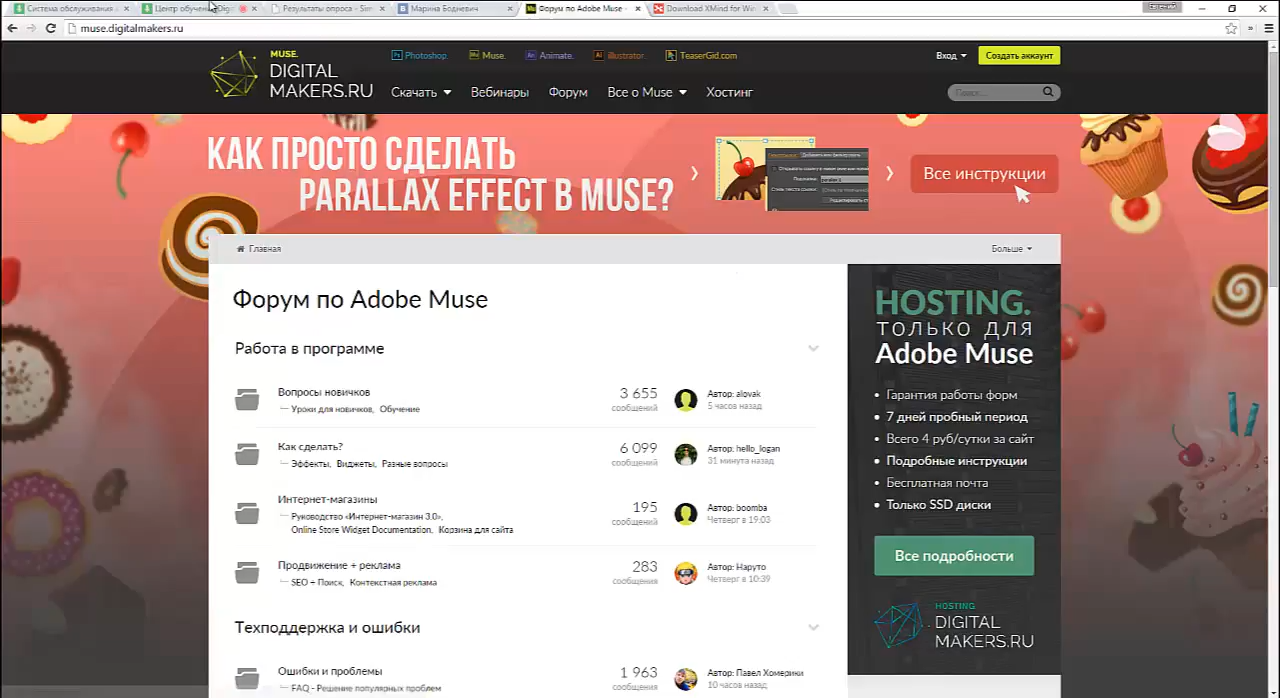 Система обслуживания
Центр обучен
Результаты опроса - Sim
Марина Бодневич
Форум по Adobe Muse -
Download XMind for Win
muse.digitalmakers.ru
MUSE.
DIGITAL
MAKERS.RU
Photoshop.
Muse.
Animate.
Illustrator.
TeaserGid.com
Вход
Создать аккаунт
Скачать
Вебинары
Форум
Все о Muse
Хостинг
Поиск...
КАК ПРОСТО СДЕЛАТЬ
PARALLAX EFFECT В MUSE?
Все инструкции
Главная
Больше
Форум по Adobe Muse
Работа в программе
Вопросы новичков
Уроки для новичков, Обучение
3 655
сообщений
Автор: alovak
5 часов назад
Как сделать?
Эффекты, Виджеты, Разные вопросы
6 099
сообщений
Автор: hello_logan
31 минута назад
Интернет-магазины
Руководство «Интернет-магазин 3.0»,
Online Store Widget Documentation, Корзина для сайта
195
сообщений
Автор: boomba
Четверг в 19:03
Продвижение + реклама
SEO + Поиск, Контекстная реклама
283
сообщения
Автор: Наруто
Четверг в 10:39
Техподдержка и ошибки
Ошибки и проблемы
FAQ - Решение популярных проблем
1 963
сообщений
Автор: Павел Хомерики
10 часов назад
HOSTING.
ТОЛЬКО ДЛЯ
Adobe Muse
• Гарантия работы форм
• 7 дней пробный период
• Всего 4 руб/сутки за сайт
• Подробные инструкции
• Бесплатная почта
• Только SSD диски
Все подробности
HOSTING.
DIGITAL
MAKERS.RU